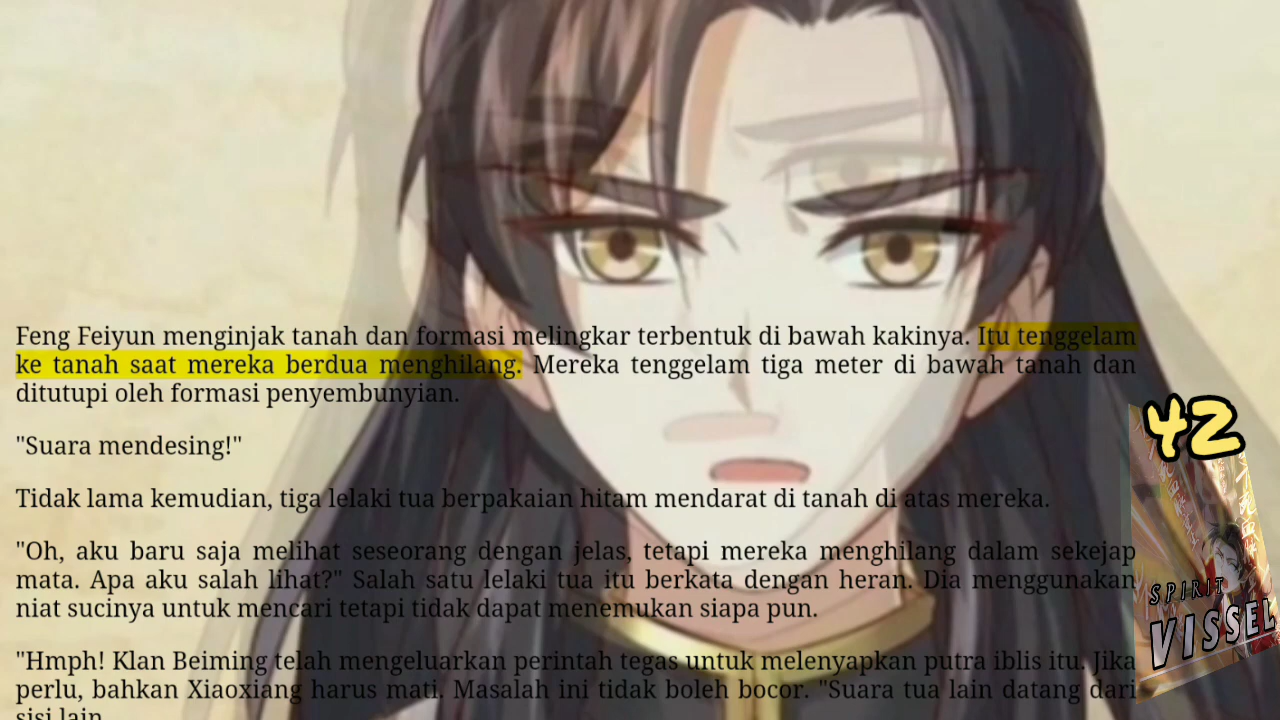 Feng Feiyun menginjak tanah dan formasi melingkar terbentuk di bawah kakinya. Itu tenggelam
ke tanah saat mereka berdua menghilang. Mereka tenggelam tiga meter di bawah tanah dan
ditutupi oleh formasi penyembunyian.
"Suara mendesing!"
Tidak lama kemudian, tiga lelaki tua berpakaian hitam mendarat di tanah di atas mereka.
"Oh, aku baru saja melihat seseorang dengan jelas, tetapi mereka menghilang dalam sekejap
mata. Apa aku salah lihat?" Salah satu lelaki tua itu berkata dengan heran. Dia menggunakan
niat sucinya untuk mencari tetapi tidak dapat menemukan siapa pun.
"Hmph! Klan Beiming telah mengeluarkan perintah tegas untuk melenyapkan putra iblis itu. Jika
perlu, bahkan Xiaoxiang harus mati. Masalah ini tidak boleh bocor. "Suara tua lain datang dari
sisi lain.
42
SPIRIT
VISSEL